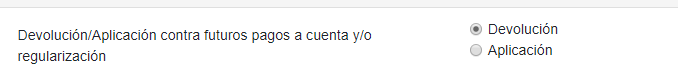 Devolución/Aplicación contra futuros pagos a cuenta y/o
regularización
Devolución
Aplicación